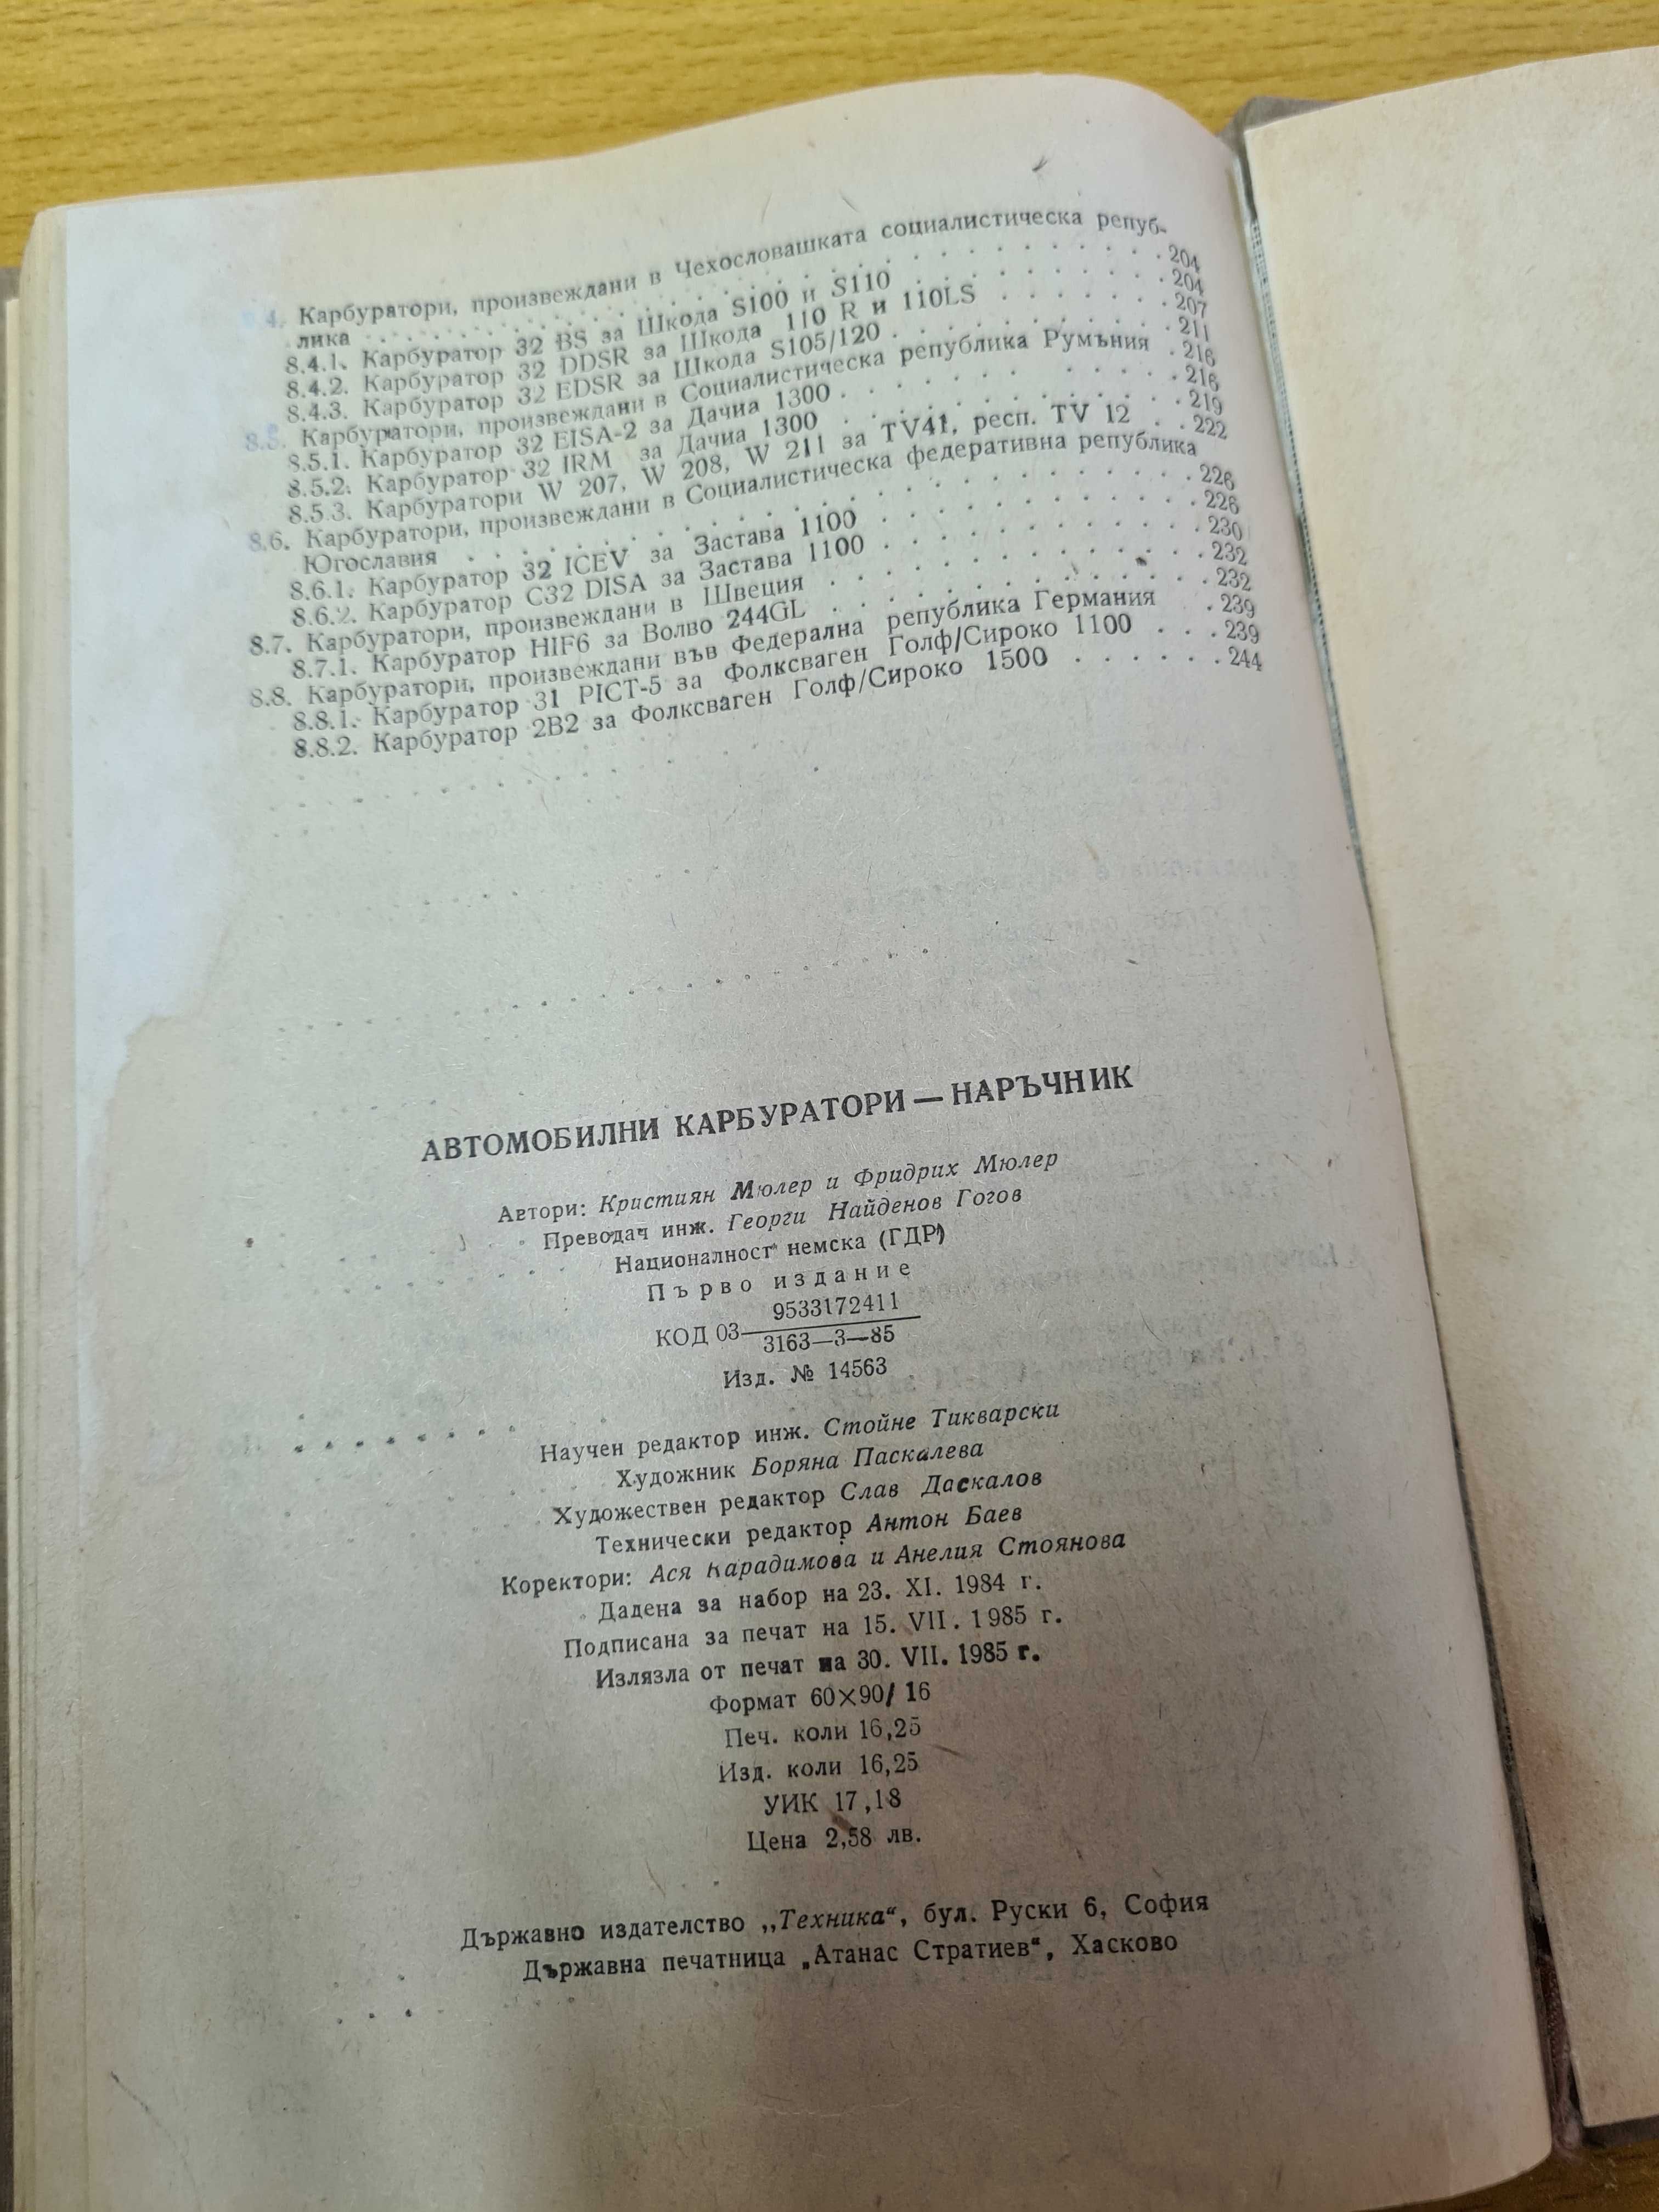 8.4. Карбуратори, произвеждани в Чехословашката социалистическа репуб-
лика . . . . . . . . . . . . . . . . . . . . 204
8.4.1. Карбуратор 32 BS за Шкода S100 и S110 . . . . . . . . . 204
8.4.2. Карбуратор 32 DDSR за Шкода 110 R и 110LS . . . . . . . 207
8.4.3. Карбуратор 32 EDSR за Шкода S105/120 . . . . . . . . . . 211
8.5. Карбуратори, произвеждани в Социалистическа република Румъния . 216
8.5.1. Карбуратор 32 EISA-2 за Дачиа 1300 . . . . . . . . . . 216
8.5.2. Карбуратор 32 IRM за Дачиа 1300 . . . . . . . . . . . 219
8.5.3. Карбуратори W 207, W 208, W 211 за TV41, респ. TV 12 . . 222
8.6. Карбуратори, произвеждани в Социалистическа федеративна република
Югославия . . . . . . . . . . . . . . . . . . 226
8.6.1. Карбуратор 32 ICEV за Застава 1100 . . . . . . . . . . 226
8.6.2. Карбуратор C32 DISA за Застава 1100 . . . . . . . . . . 230
8.7. Карбуратори, произвеждани в Швеция . . . . . . . . . . . 232
8.7.1. Карбуратор HIF6 за Волво 244GL . . . . . . . . . . . . 232
8.8. Карбуратори, произвеждани във Федерална република Германия . 239
8.8.1. Карбуратор 31 PICT-5 за Фолксваген Голф/Сироко 1100 . . . 239
8.8.2. Карбуратор 2B2 за Фолксваген Голф/Сироко 1500 . . . . . . 244
АВТОМОБИЛНИ КАРБУРАТОРИ — НАРЪЧНИК
Автори: Кристиян Мюлер и Фридрих Мюлер
Преводач инж. Георги Найденов Гогов
Националност немска (ГДР)
Първо издание
9533172411
КОД 03
3163—3—85
Изд. № 14563
Научен редактор инж. Стойне Тикварски
Художник Боряна Паскалева
Художествен редактор Слав Даскалов
Технически редактор Антон Баев
Коректори: Ася Карадимова и Анелия Стоянова
Дадена за набор на 23. XI. 1984 г.
Подписана за печат на 15. VII. 1985 г.
Излязла от печат на 30. VII. 1985 г.
Формат 60×90/16
Печ. коли 16,25
Изд. коли 16,25
УИК 17,18
Цена 2,58 лв.
Държавно издателство „Техника“, бул. Руски 6, София
Държавна печатница „Атанас Стратиев“, Хасково